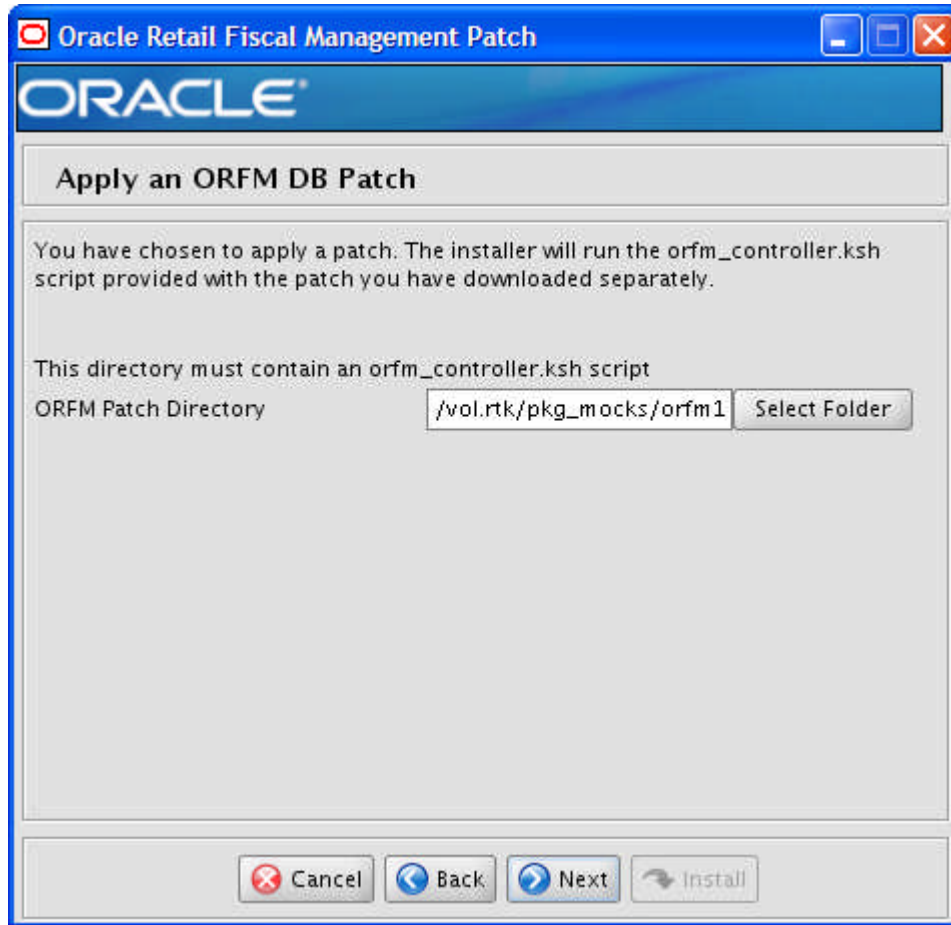 Oracle Retail Fiscal Management Patch
ORACLE
Apply an ORFM DB Patch
You have chosen to apply a patch. The installer will run the orfm_controller.ksh
script provided with the patch you have downloaded separately.
This directory must contain an orfm_controller.ksh script
ORFM Patch Directory /vol.rtk/pkg_mocks/orfm1 Select Folder
Cancel Back Next Install